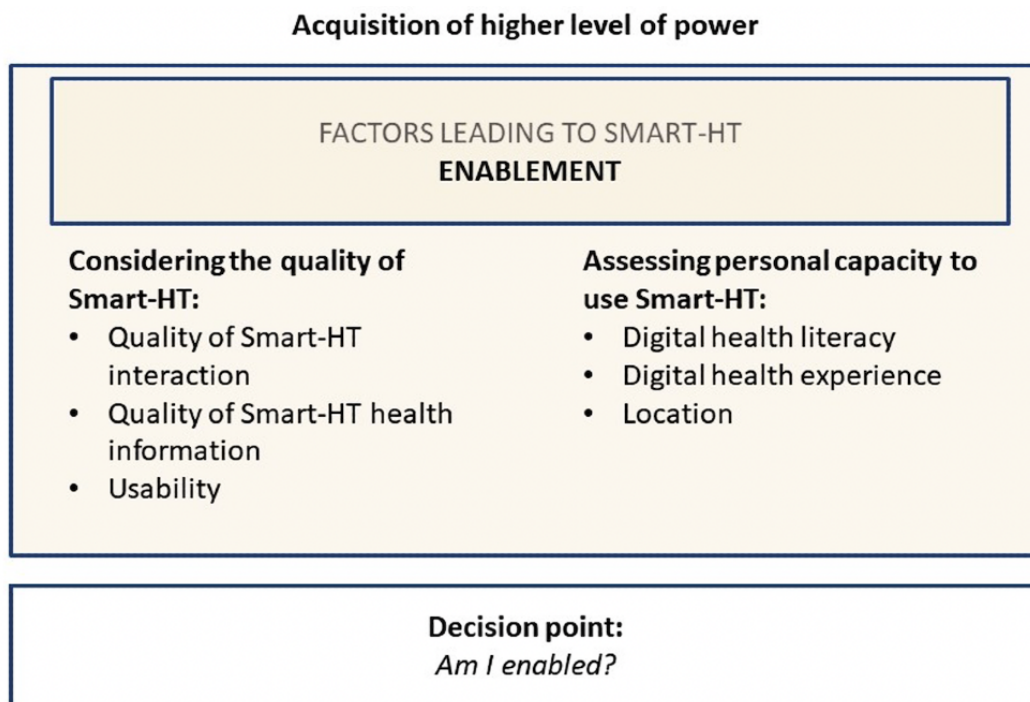 Acquisition of higher level of power
FACTORS LEADING TO SMART-HT
ENABLEMENT
Considering the quality of
Smart-HT:
• Quality of Smart-HT
interaction
• Quality of Smart-HT health
information
• Usability
Assessing personal capacity to
use Smart-HT:
• Digital health literacy
• Digital health experience
• Location
Decision point:
Am I enabled?